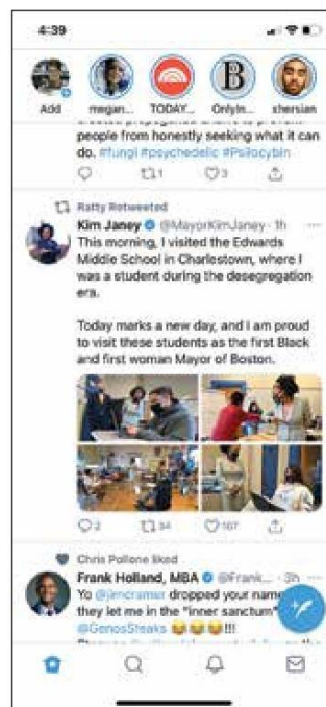 4:39
Add megan... TODAY... OnlyIn... shersian
people from honestly seeking what it can
do. #fungi #psychedelic #Psilocybin
1 3
Ratty Retweeted
Kim Janey @MayorKimJaney · 1h
This morning, I visited the Edwards
Middle School in Charlestown, where I
was a student during the desegregation
era.
Today marks a new day, and I am proud
to visit these students as the first Black
and first woman Mayor of Boston.
2 34 167
Chris Pollone liked
Frank Holland, MBA @Frank... · 3h
Yo @jimcramer dropped your name
they let me in the "inner sanctum"
@GenosSteaks 😂😂😂!!!